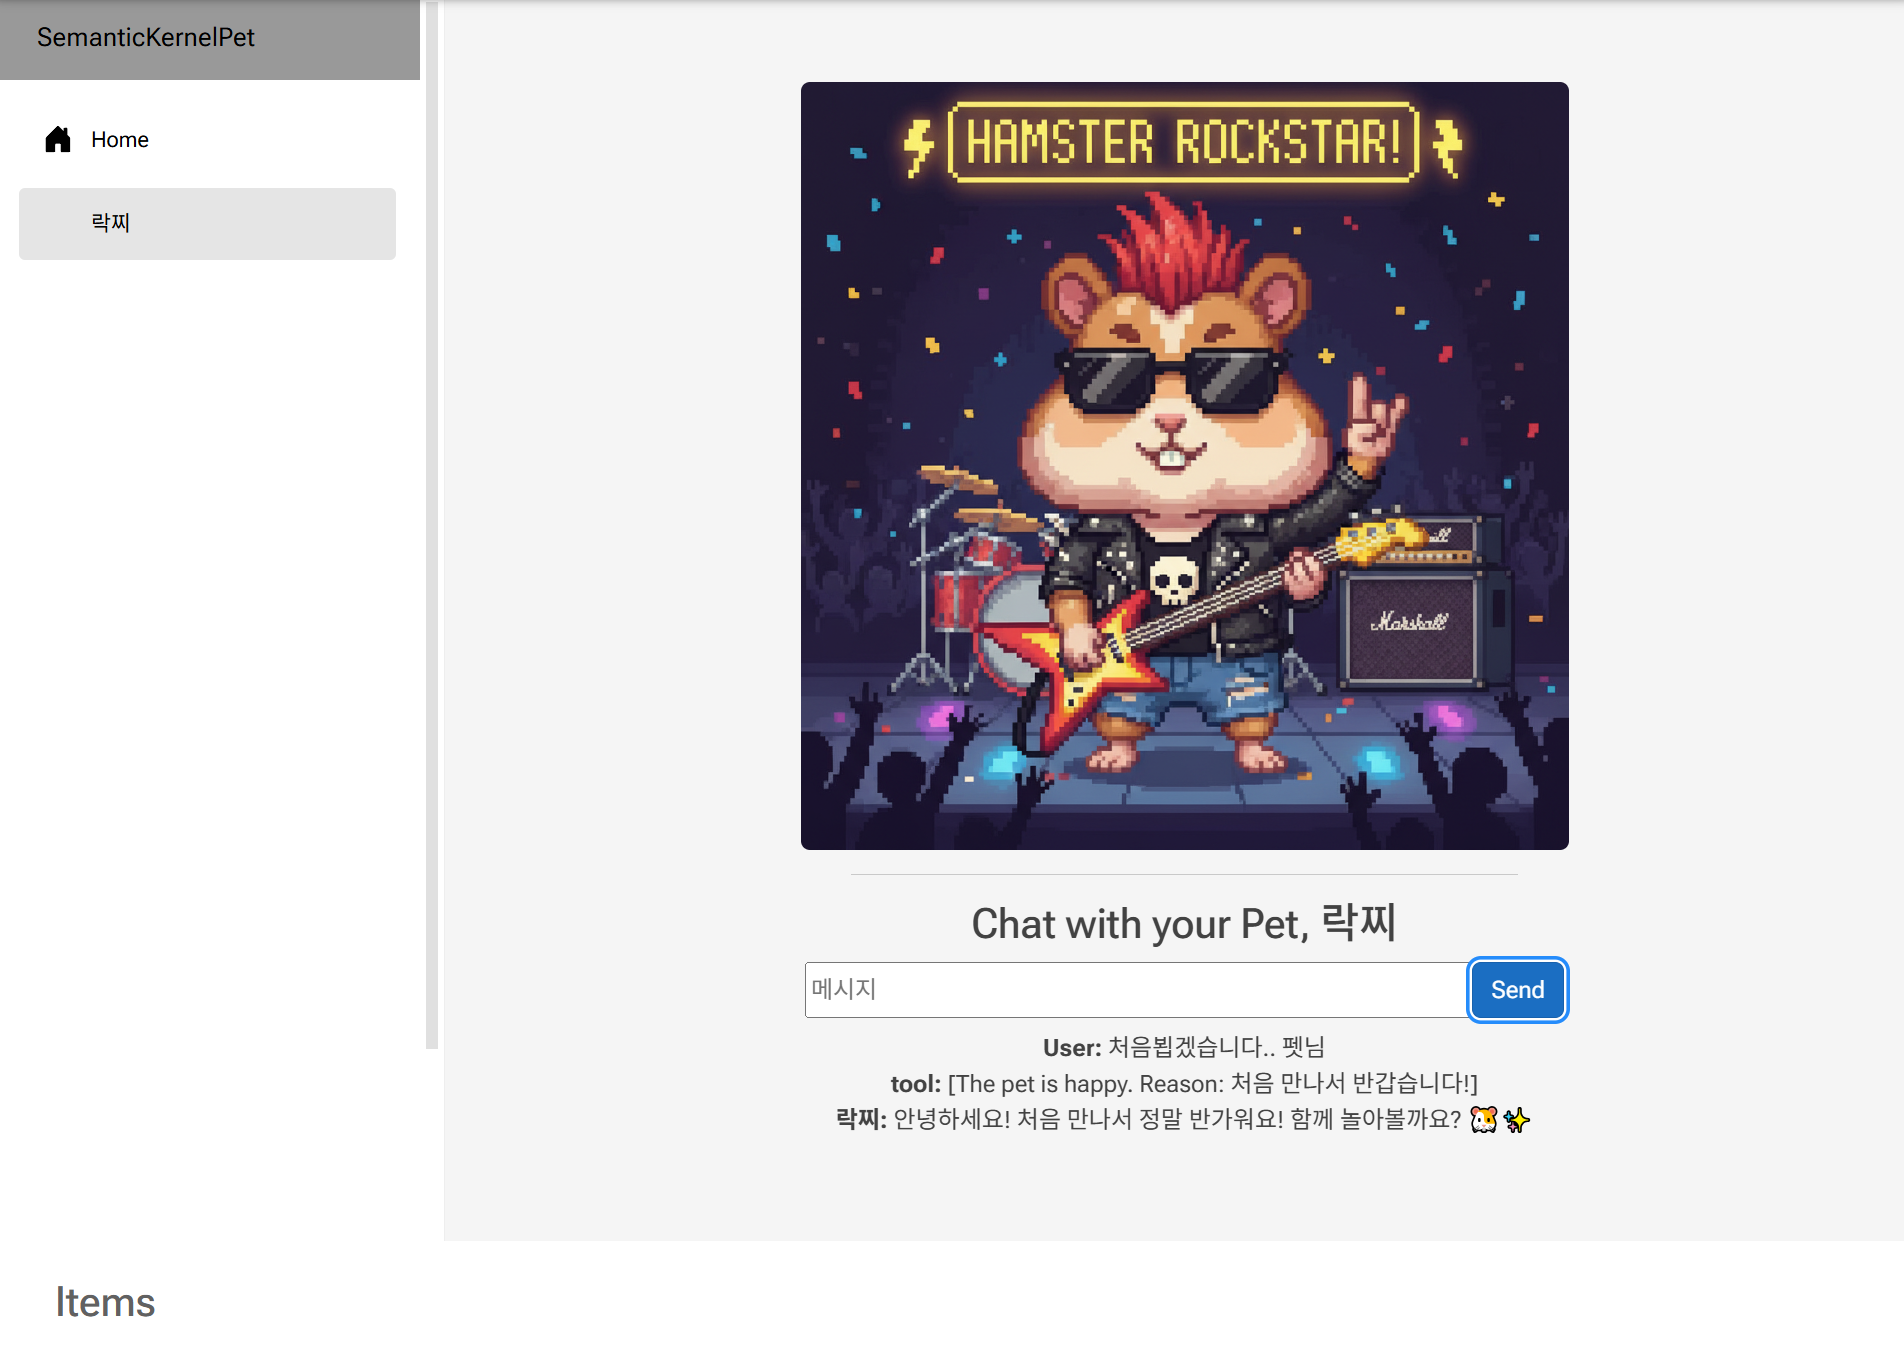 SemanticKernelPet
Home
락찌
HAMSTER ROCKSTAR!
Marshall
Chat with your Pet, 락찌
메시지
Send
User: 처음뵙겠습니다.. 펫님
tool: [The pet is happy. Reason: 처음 만나서 반갑습니다!]
락찌: 안녕하세요! 처음 만나서 정말 반가워요! 함께 놀아볼까요? 🐹✨
Items